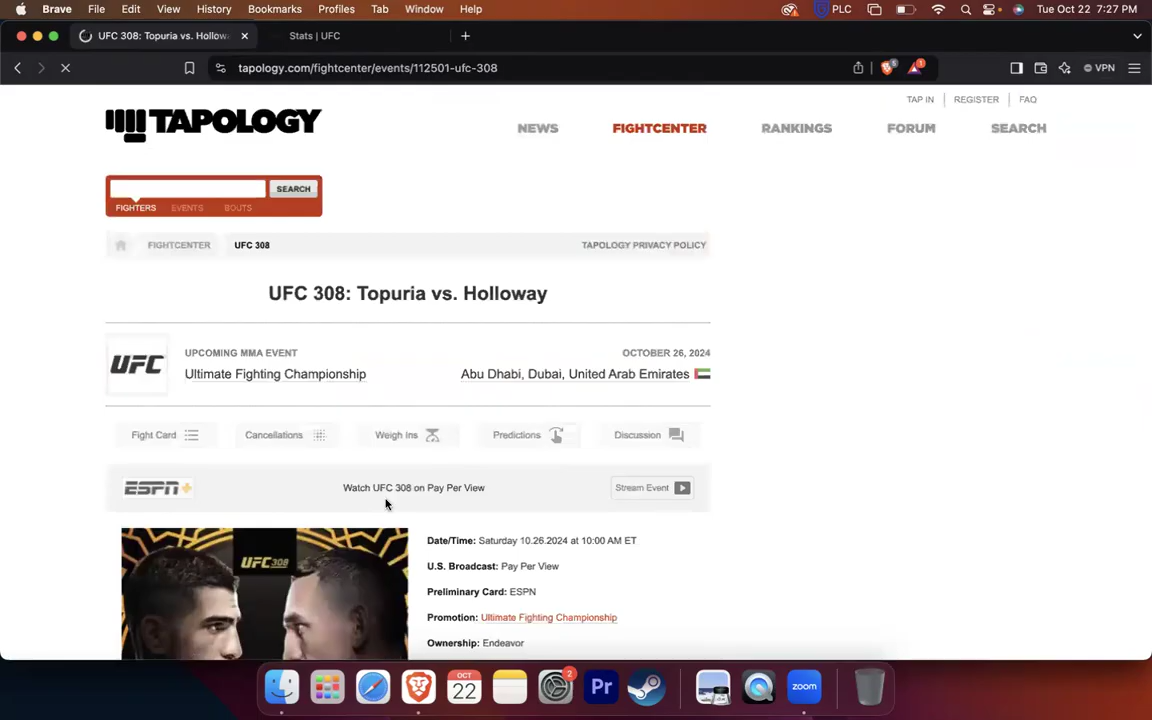 Brave File Edit View History Bookmarks Profiles Tab Window Help PLC Tue Oct 22 7:27 PM
UFC 308: Topuria vs. Hollow Stats | UFC
tapology.com/fightcenter/events/112501-ufc-308 VPN
TAP IN REGISTER FAQ
TAPOLOGY NEWS FIGHTCENTER RANKINGS FORUM SEARCH
SEARCH
FIGHTERS EVENTS BOUTS
FIGHTCENTER UFC 308 TAPOLOGY PRIVACY POLICY
UFC 308: Topuria vs. Holloway
UFC
UPCOMING MMA EVENT OCTOBER 26, 2024
Ultimate Fighting Championship Abu Dhabi, Dubai, United Arab Emirates
Fight Card Cancellations Weigh Ins Predictions Discussion
ESPN+ Watch UFC 308 on Pay Per View Stream Event
UFC308
Date/Time: Saturday 10.26.2024 at 10:00 AM ET
U.S. Broadcast: Pay Per View
Preliminary Card: ESPN
Promotion: Ultimate Fighting Championship
Ownership: Endeavor
OCT
22
2
Pr
zoom